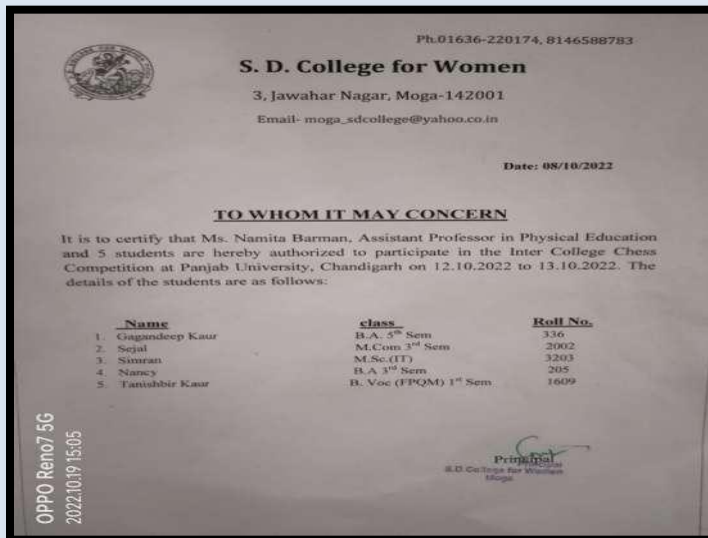 Ph.01636-220174, 8146588783
S. D. College for Women
3, Jawahar Nagar, Moga-142001
Email- moga_sdcollege@yahoo.co.in
Date: 08/10/2022
TO WHOM IT MAY CONCERN
It is to certify that Ms. Namita Barman, Assistant Professor in Physical Education
and 5 students are hereby authorized to participate in the Inter College Chess
Competition at Panjab University, Chandigarh on 12.10.2022 to 13.10.2022. The
details of the students are as follows:
Name class Roll No.
1. Gagandeep Kaur B.A. 5th Sem 336
2. Sejal M.Com 3rd Sem 2002
3. Simran M.Sc.(IT) 3203
4. Nancy B.A 3rd Sem 205
5. Tanishbir Kaur B. Voc (FPQM) 1st Sem 1609
Principal
Principal
S.D.College for Women
Moga
OPPO Reno7 5G
2022.10.19 15:05